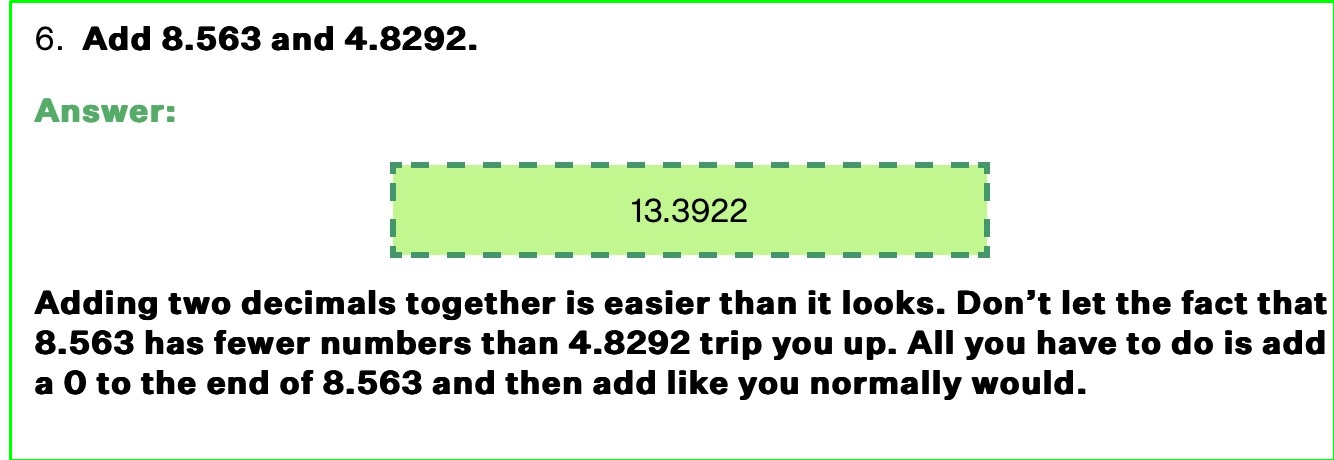 6. Add 8.563 and 4.8292.
Answer:
13.3922
Adding two decimals together is easier than it looks. Don’t let the fact that
8.563 has fewer numbers than 4.8292 trip you up. All you have to do is add
a 0 to the end of 8.563 and then add like you normally would.